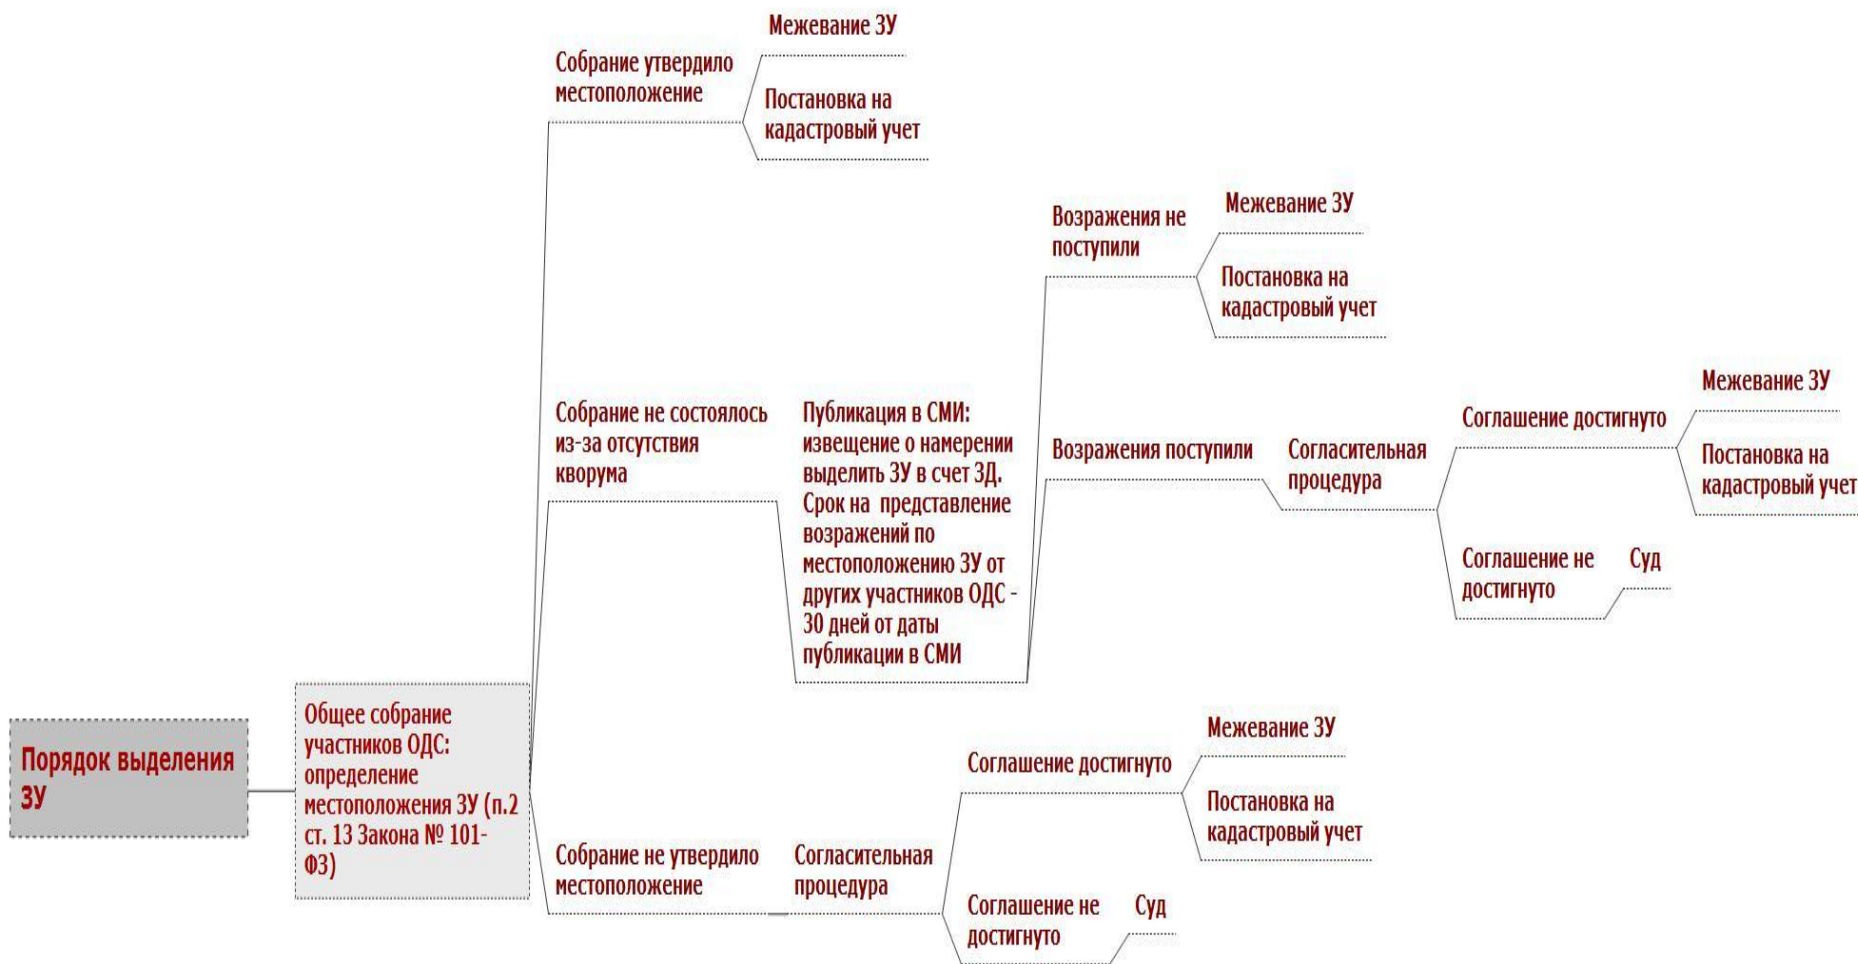 Порядок выделения
ЗУ
Общее собрание
участников ОДС:
определение
местоположения ЗУ (п.2
ст. 13 Закона № 101-
ФЗ)
Собрание утвердило
местоположение
Межевание ЗУ
Постановка на
кадастровый учет
Собрание не состоялось
из-за отсутствия
кворума
Публикация в СМИ:
извещение о намерении
выделить ЗУ в счет ЗД.
Срок на представление
возражений по
местоположению ЗУ от
других участников ОДС -
30 дней от даты
публикации в СМИ
Возражения не
поступили
Межевание ЗУ
Постановка на
кадастровый учет
Возражения поступили
Согласительная
процедура
Соглашение достигнуто
Межевание ЗУ
Постановка на
кадастровый учет
Соглашение не
достигнуто
Суд
Собрание не утвердило
местоположение
Согласительная
процедура
Соглашение достигнуто
Межевание ЗУ
Постановка на
кадастровый учет
Соглашение не
достигнуто
Суд